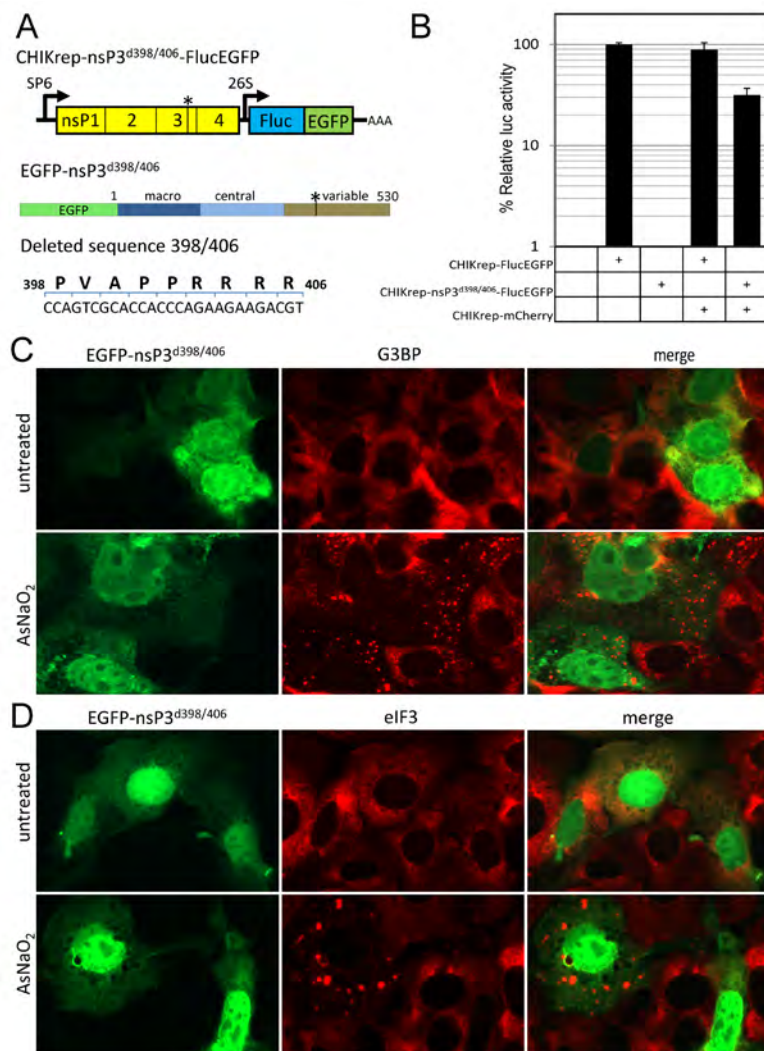 A
CHIKrep-nsP3d398/406-FlucEGFP
SP6
26S
*
nsP1 2 3 4 Fluc EGFP AAA
EGFP-nsP3d398/406
1 macro central * variable 530
EGFP
Deleted sequence 398/406
398 P V A P P R R R R 406
CCAGTCGCACCACCCAGAAGAAGACGT
B
% Relative luc activity
100
10
1
CHIKrep-FlucEGFP + +
CHIKrep-nsP3d398/406-FlucEGFP + +
CHIKrep-mCherry + +
C
EGFP-nsP3d398/406 G3BP merge
untreated
AsNaO2
D
EGFP-nsP3d398/406 eIF3 merge
untreated
AsNaO2